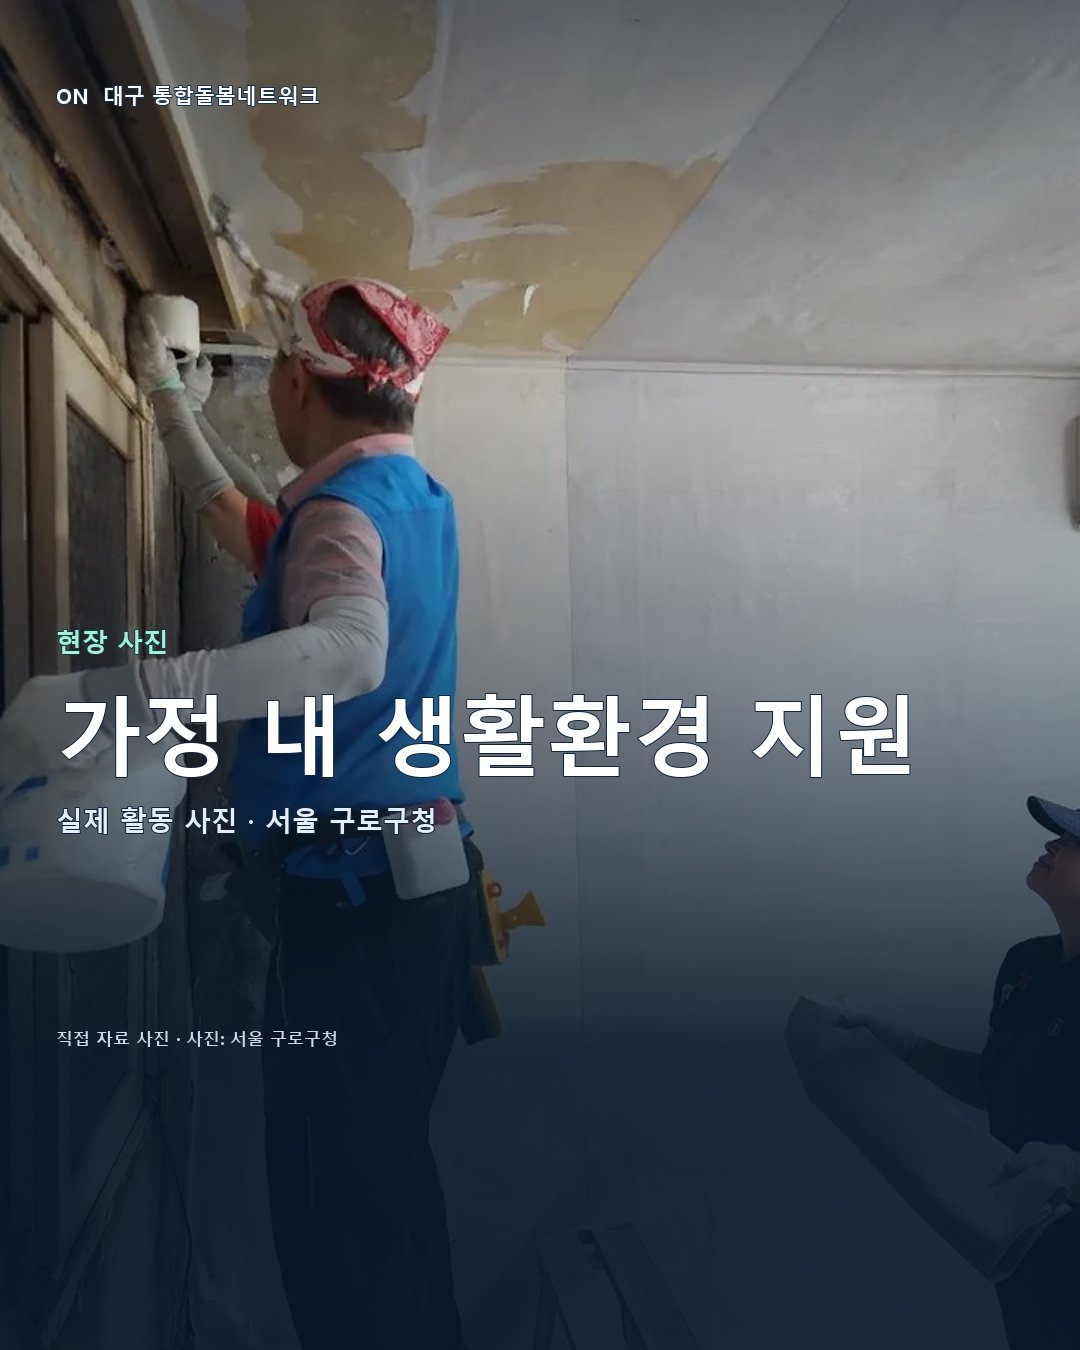 ON 대구 통합돌봄네트워크
현장 사진
가정 내 생활환경 지원
실제 활동 사진 · 서울 구로구청
직접 자료 사진 · 사진: 서울 구로구청